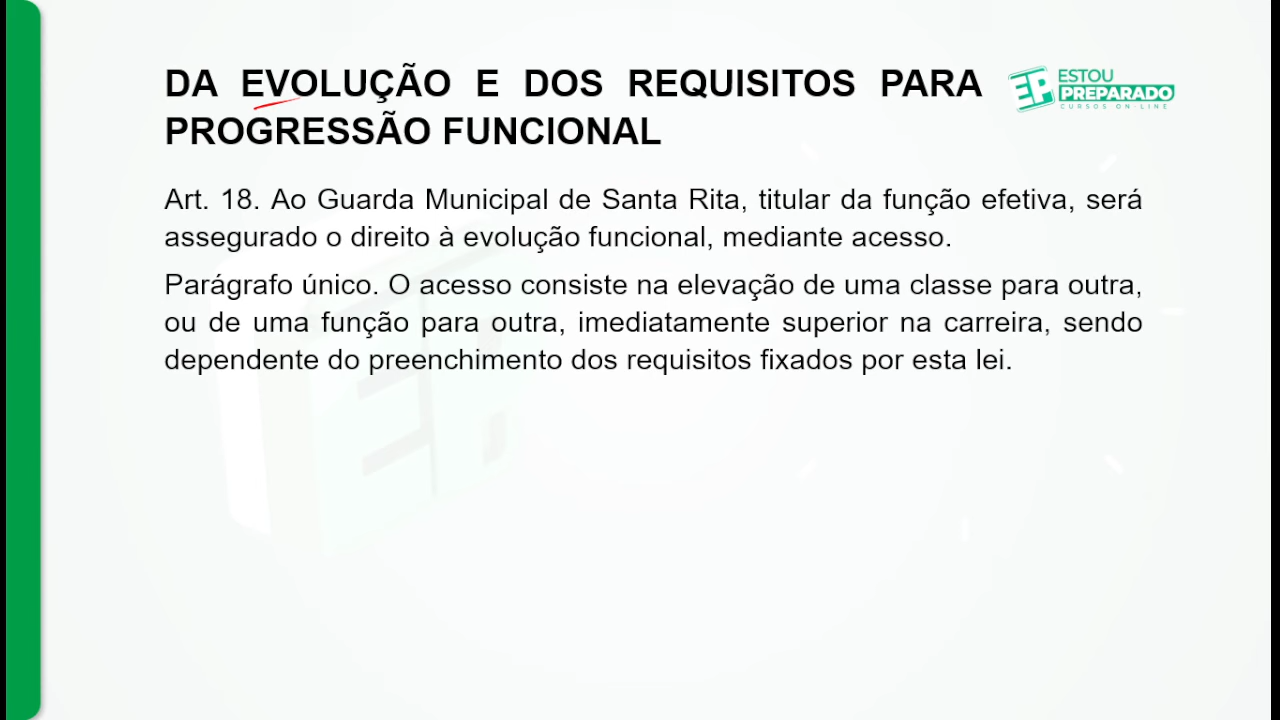 DA EVOLUÇÃO E DOS REQUISITOS PARA
PROGRESSÃO FUNCIONAL
ESTOU
PREPARADO
CURSOS ON-LINE
Art. 18. Ao Guarda Municipal de Santa Rita, titular da função efetiva, será
assegurado o direito à evolução funcional, mediante acesso.
Parágrafo único. O acesso consiste na elevação de uma classe para outra,
ou de uma função para outra, imediatamente superior na carreira, sendo
dependente do preenchimento dos requisitos fixados por esta lei.